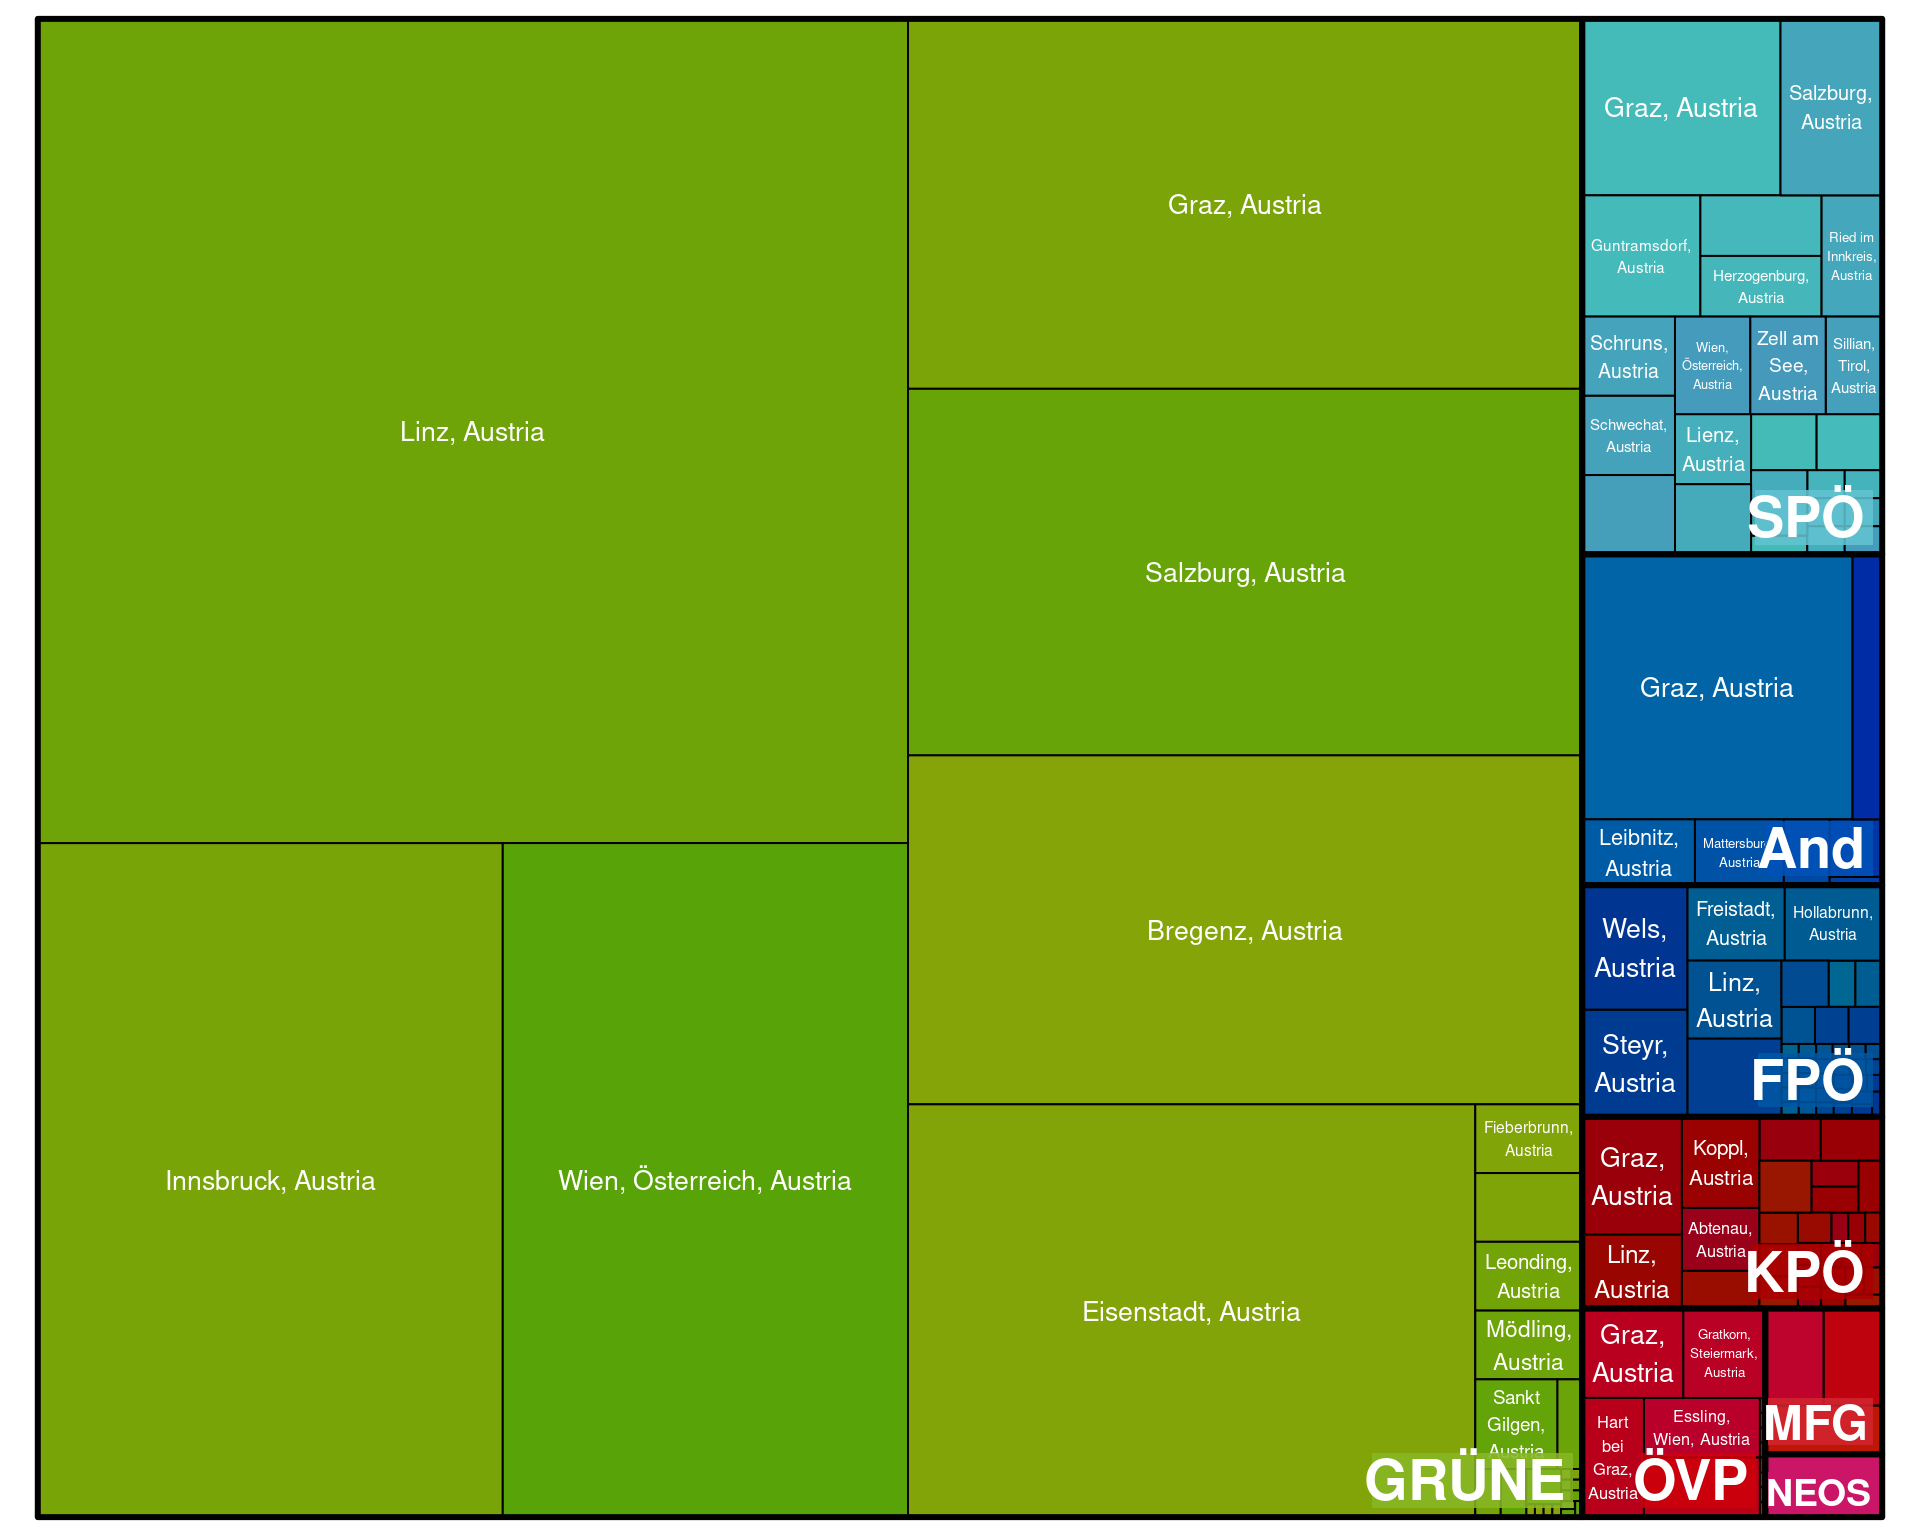 Linz, Austria
Innsbruck, Austria
Wien, Österreich, Austria
Graz, Austria
Salzburg, Austria
Bregenz, Austria
Eisenstadt, Austria
Fieberbrunn,
Austria
Leonding,
Austria
Mödling,
Austria
Sankt
Gilgen,
Austria
GRÜNE
Graz, Austria
Salzburg,
Austria
Guntramsdorf,
Austria
Herzogenburg,
Austria
Ried im
Innkreis,
Austria
Schruns,
Austria
Wien,
Österreich,
Austria
Zell am
See,
Austria
Sillian,
Tirol,
Austria
Schwechat,
Austria
Lienz,
Austria
SPÖ
Graz, Austria
Leibnitz,
Austria
Mattersbur
Austria
And
Wels,
Austria
Freistadt,
Austria
Hollabrunn,
Austria
Linz,
Austria
Steyr,
Austria
FPÖ
Graz,
Austria
Koppl,
Austria
Abtenau,
Austria
Linz,
Austria
KPÖ
Graz,
Austria
Gratkorn,
Steiermark,
Austria
Hart
bei
Graz,
Austria
Essling,
Wien, Austria
ÖVP
MFG
NEOS